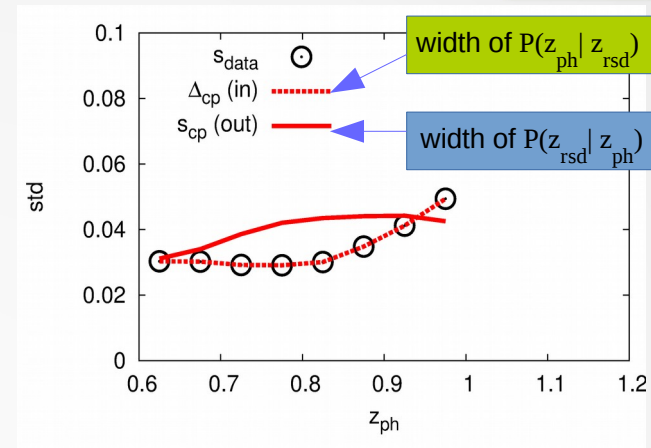 0.1
0.08
0.06
0.04
0.02
0
std
0.6 0.7 0.8 0.9 1 1.1 1.2
z_ph
s_data
Δ_cp (in)
s_cp (out)
width of P(z_ph| z_rsd)
width of P(z_rsd| z_ph)